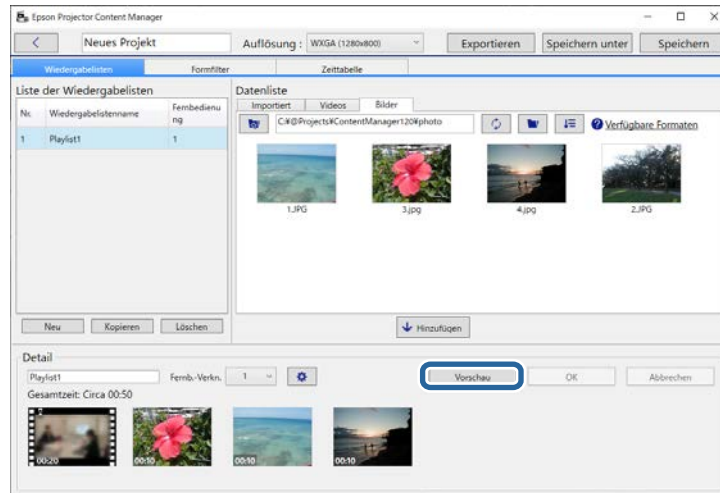 Epson Projector Content Manager
Neues Projekt
Auflösung :
WXGA (1280x800)
Exportieren
Speichern unter
Speichern
Wiedergabelisten
Formfilter
Zeittabelle
Liste der Wiedergabelisten
Nr.
Wiedergabelistenname
Fernbedienu
ng
1
Playlist1
1
Neu
Kopieren
Löschen
Datenliste
Importiert
Videos
Bilder
C:¥@Projects¥ContentManager120¥photo
Verfügbare Formaten
1.JPG
3.jpg
4.jpg
2.JPG
Hinzufügen
Detail
Playlist1
Fernb.-Verkn.
1
Vorschau
OK
Abbrechen
Gesamtzeit: Circa 00:50
00:20
00:10
00:10
00:10